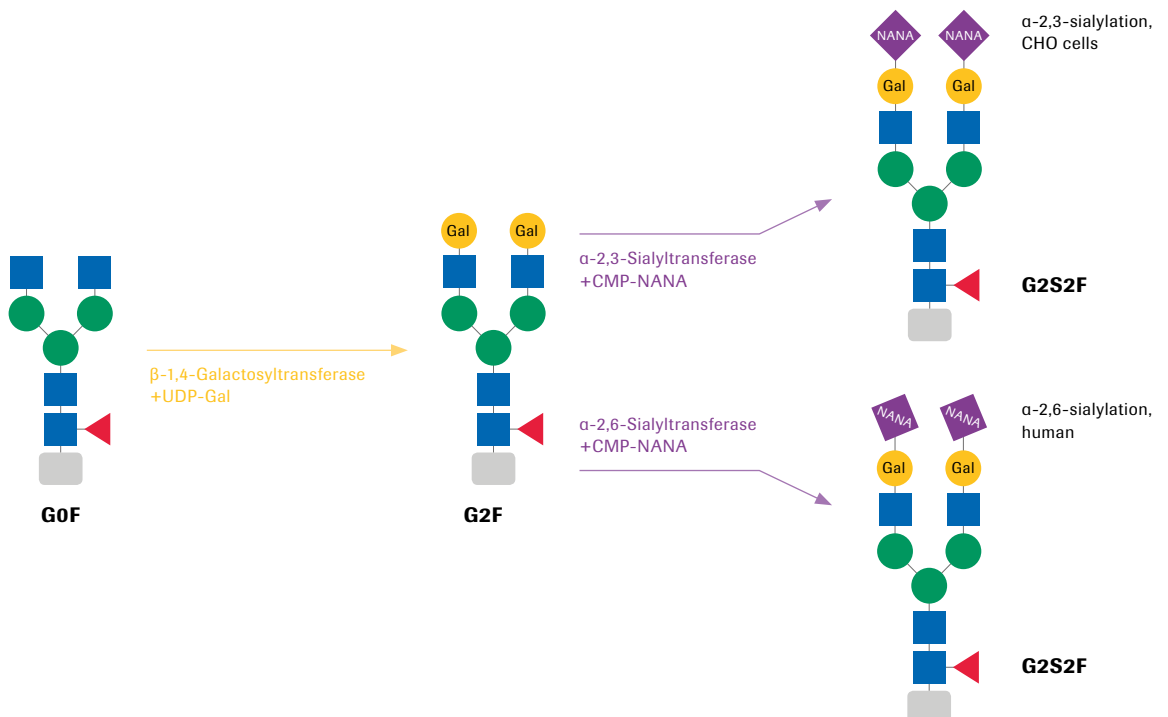 NANA NANA
α-2,3-sialylation,
CHO cells
Gal Gal
G2S2F
Gal Gal
α-2,3-Sialyltransferase
+CMP-NANA
β-1,4-Galactosyltransferase
+UDP-Gal
α-2,6-Sialyltransferase
+CMP-NANA
G0F
G2F
NANA NANA
α-2,6-sialylation,
human
Gal Gal
G2S2F